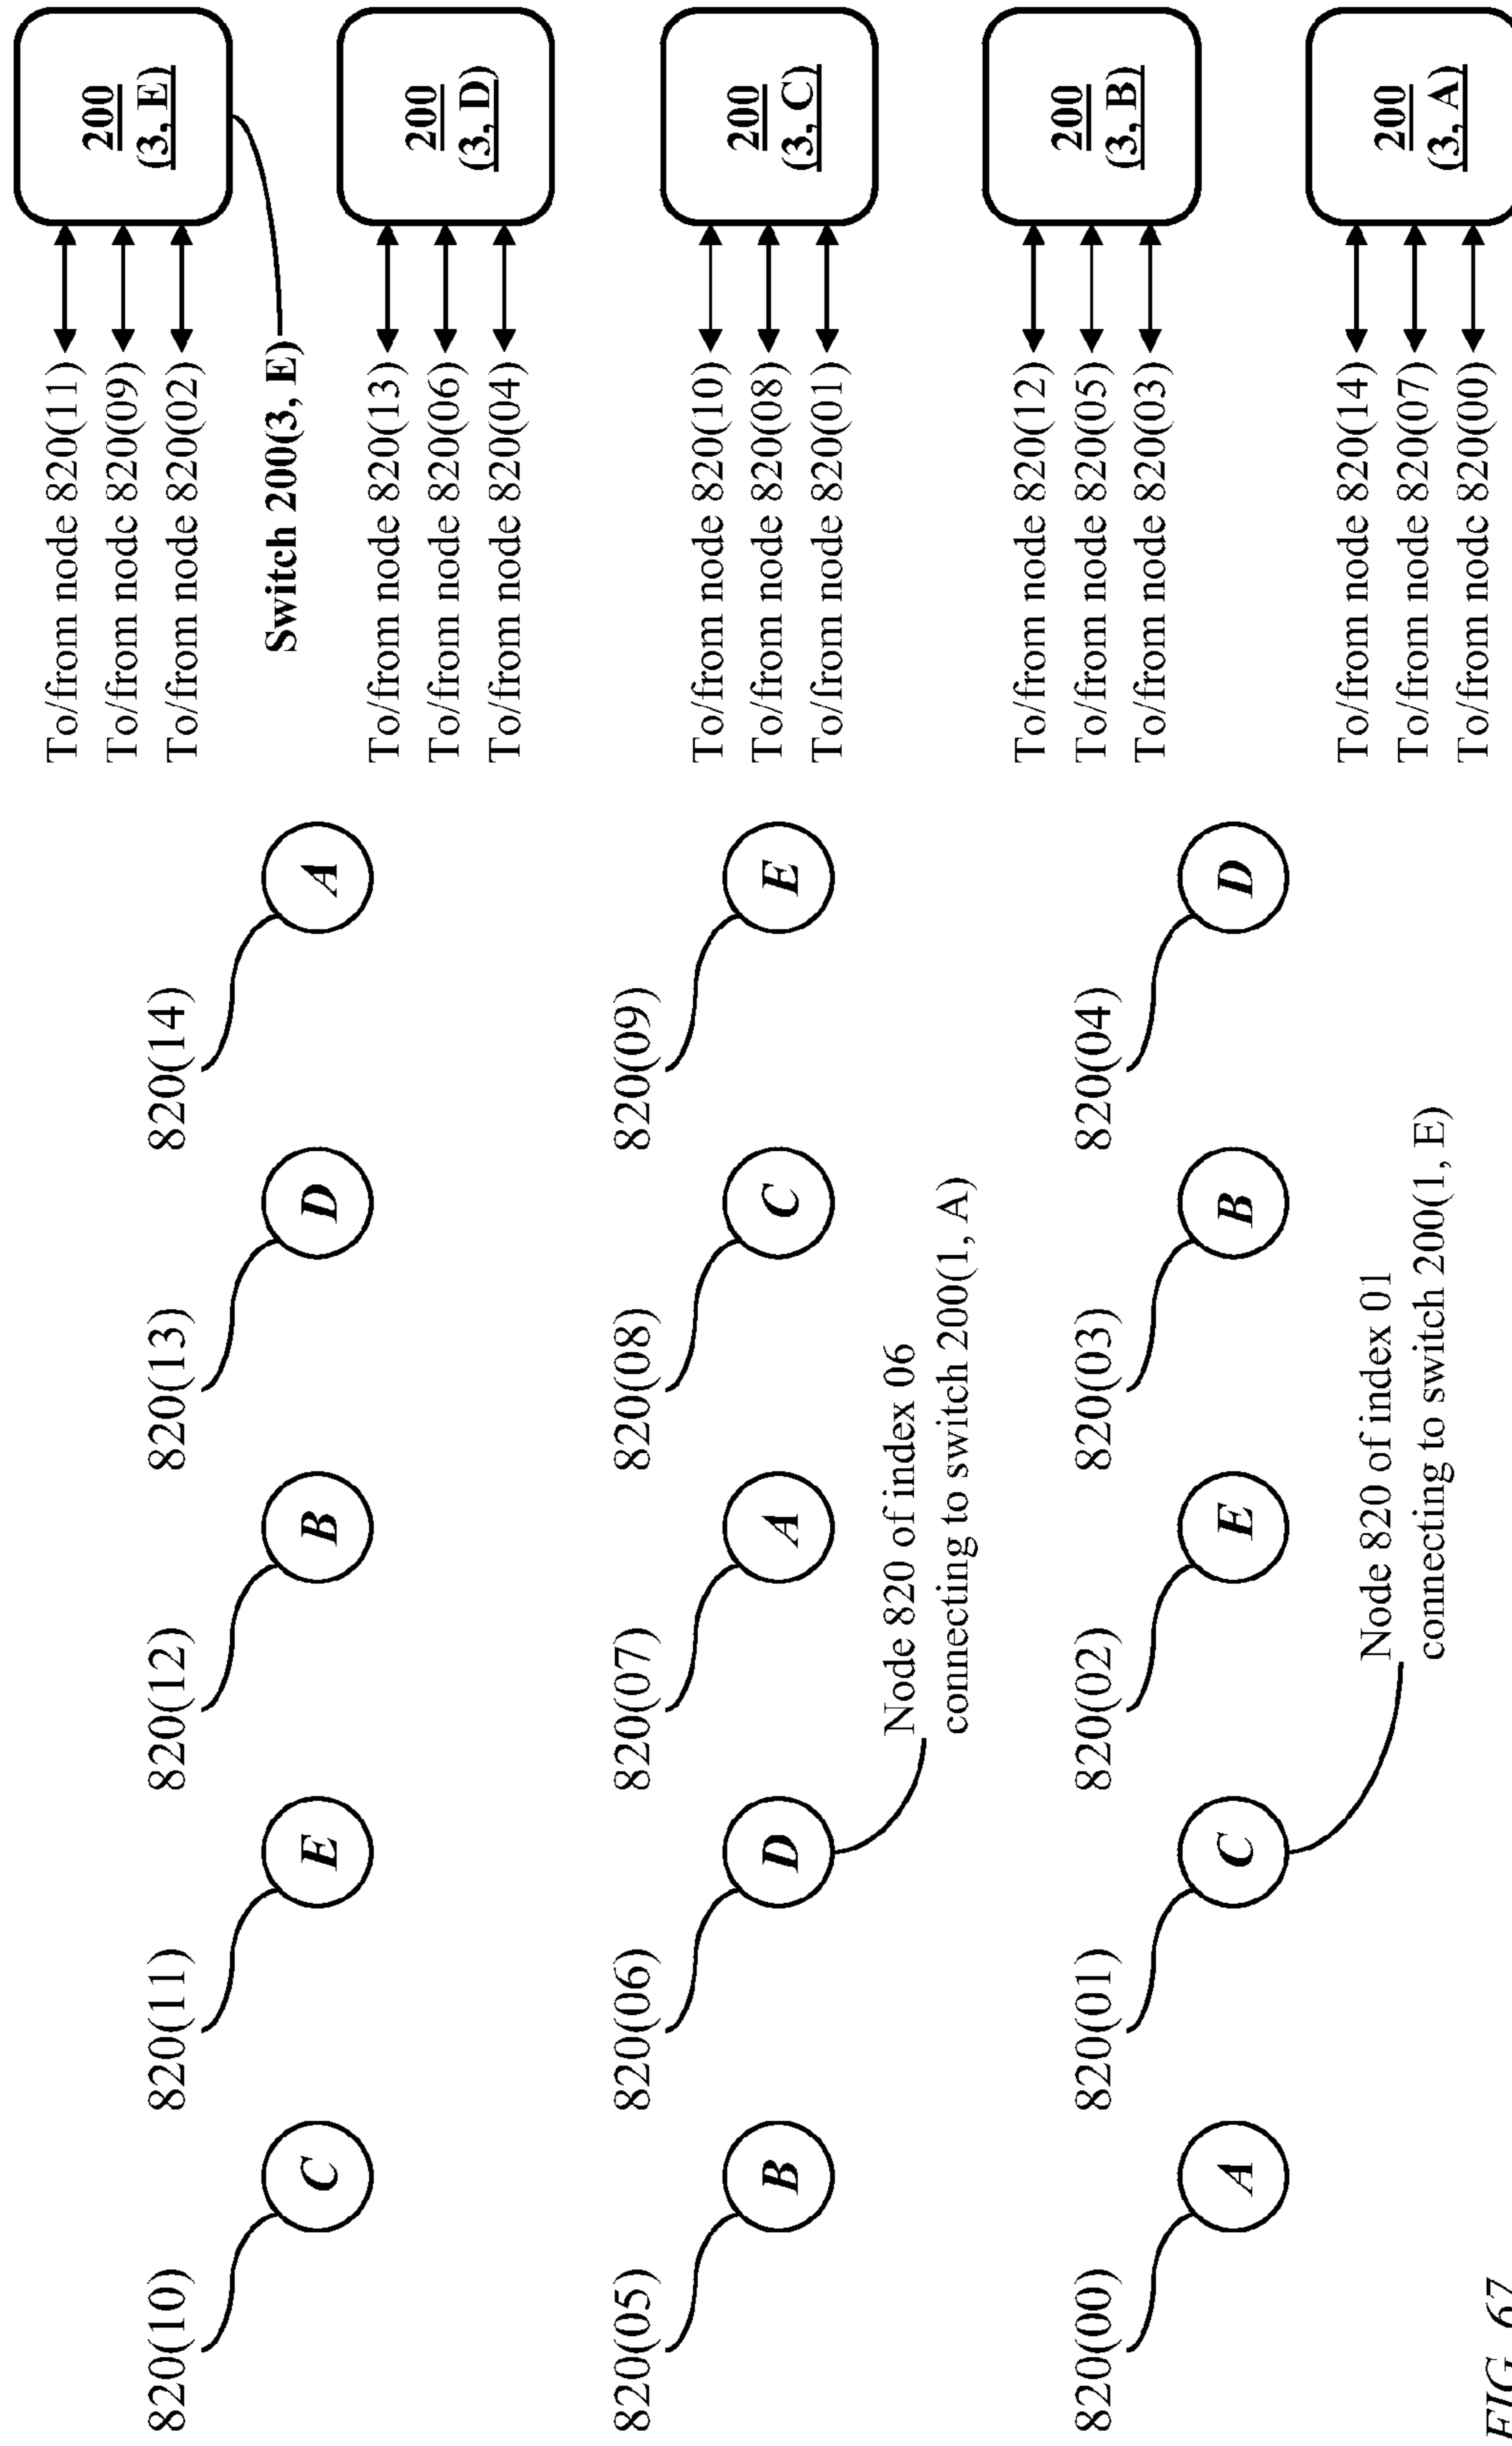 820(10)
820(11)
820(12)
820(13)
820(14)
C
E
B
D
A
820(05)
820(06)
820(07)
820(08)
820(09)
B
D
A
C
E
Node 820 of index 06
connecting to switch 200(1, A)
820(00)
820(01)
820(02)
820(03)
820(04)
A
C
E
B
D
Node 820 of index 01
connecting to switch 200(1, E)
To/from node 820(11)
To/from node 820(09)
To/from node 820(02)
200
(3, E)
Switch 200(3, E)
To/from node 820(13)
To/from node 820(06)
To/from node 820(04)
200
(3, D)
To/from node 820(10)
To/from node 820(08)
To/from node 820(01)
200
(3, C)
To/from node 820(12)
To/from node 820(05)
To/from node 820(03)
200
(3, B)
To/from node 820(14)
To/from node 820(07)
To/from node 820(00)
200
(3, A)
FIG. 67